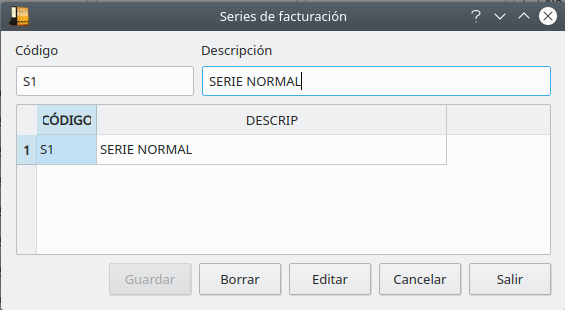 Series de facturación
Código Descripción
S1 SERIE NORMAL
CÓDIGO DESCRIP
1 S1 SERIE NORMAL
Guardar Borrar Editar Cancelar Salir